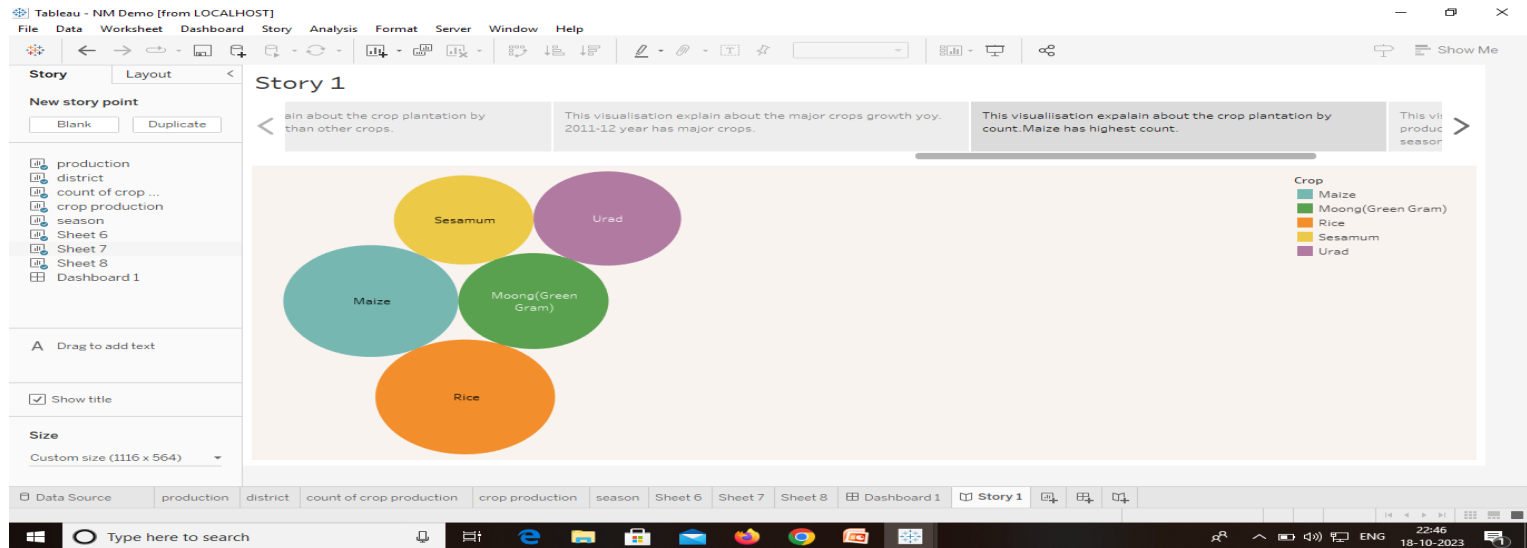 Tableau - NM Demo [from LOCALHOST]
File Data Worksheet Dashboard Story Analysis Format Server Window Help
Show Me
Story Layout
New story point
Blank Duplicate
production
district
count of crop ...
crop production
season
Sheet 6
Sheet 7
Sheet 8
Dashboard 1
A Drag to add text
Show title
Size
Custom size (1116 x 564)
Story 1
ain about the crop plantation by
than other crops.
This visualisation explain about the major crops growth yoy.
2011-12 year has major crops.
This visualiisation expalain about the crop plantation by
count.Maize has highest count.
This vi
produc
season
Sesamum
Urad
Maize
Moong(Green
Gram)
Rice
Crop
Maize
Moong(Green Gram)
Rice
Sesamum
Urad
Data Source production district count of crop production crop production season Sheet 6 Sheet 7 Sheet 8 Dashboard 1 Story 1
Type here to search
ENG
22:46
18-10-2023